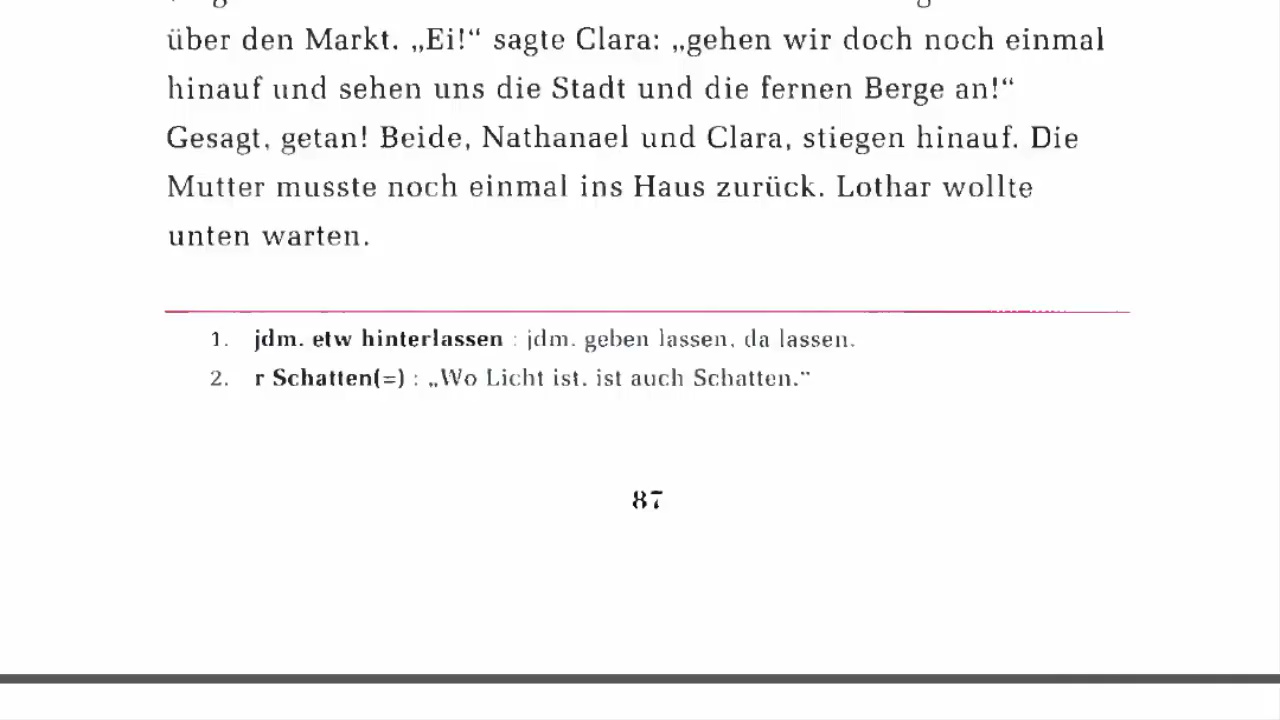 über den Markt. „Ei!“ sagte Clara: „gehen wir doch noch einmal
hinauf und sehen uns die Stadt und die fernen Berge an!“
Gesagt, getan! Beide, Nathanael und Clara, stiegen hinauf. Die
Mutter musste noch einmal ins Haus zurück. Lothar wollte
unten warten.
1. jdm. etw hinterlassen : jdm. geben lassen, da lassen.
2. r Schatten(=) : „Wo Licht ist, ist auch Schatten.“
87